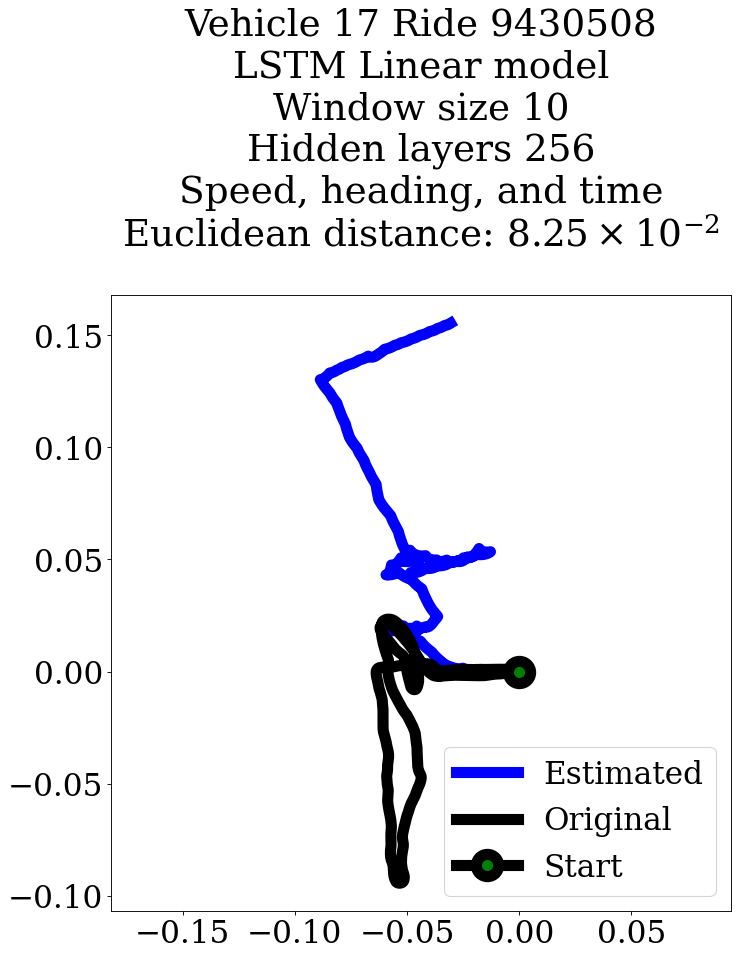 Vehicle 17 Ride 9430508
LSTM Linear model
Window size 10
Hidden layers 256
Speed, heading, and time
Euclidean distance: 8.25 × 10⁻²
0.15
0.10
0.05
0.00
−0.05
−0.10
Estimated
Original
Start
−0.15 −0.10 −0.05 0.00 0.05